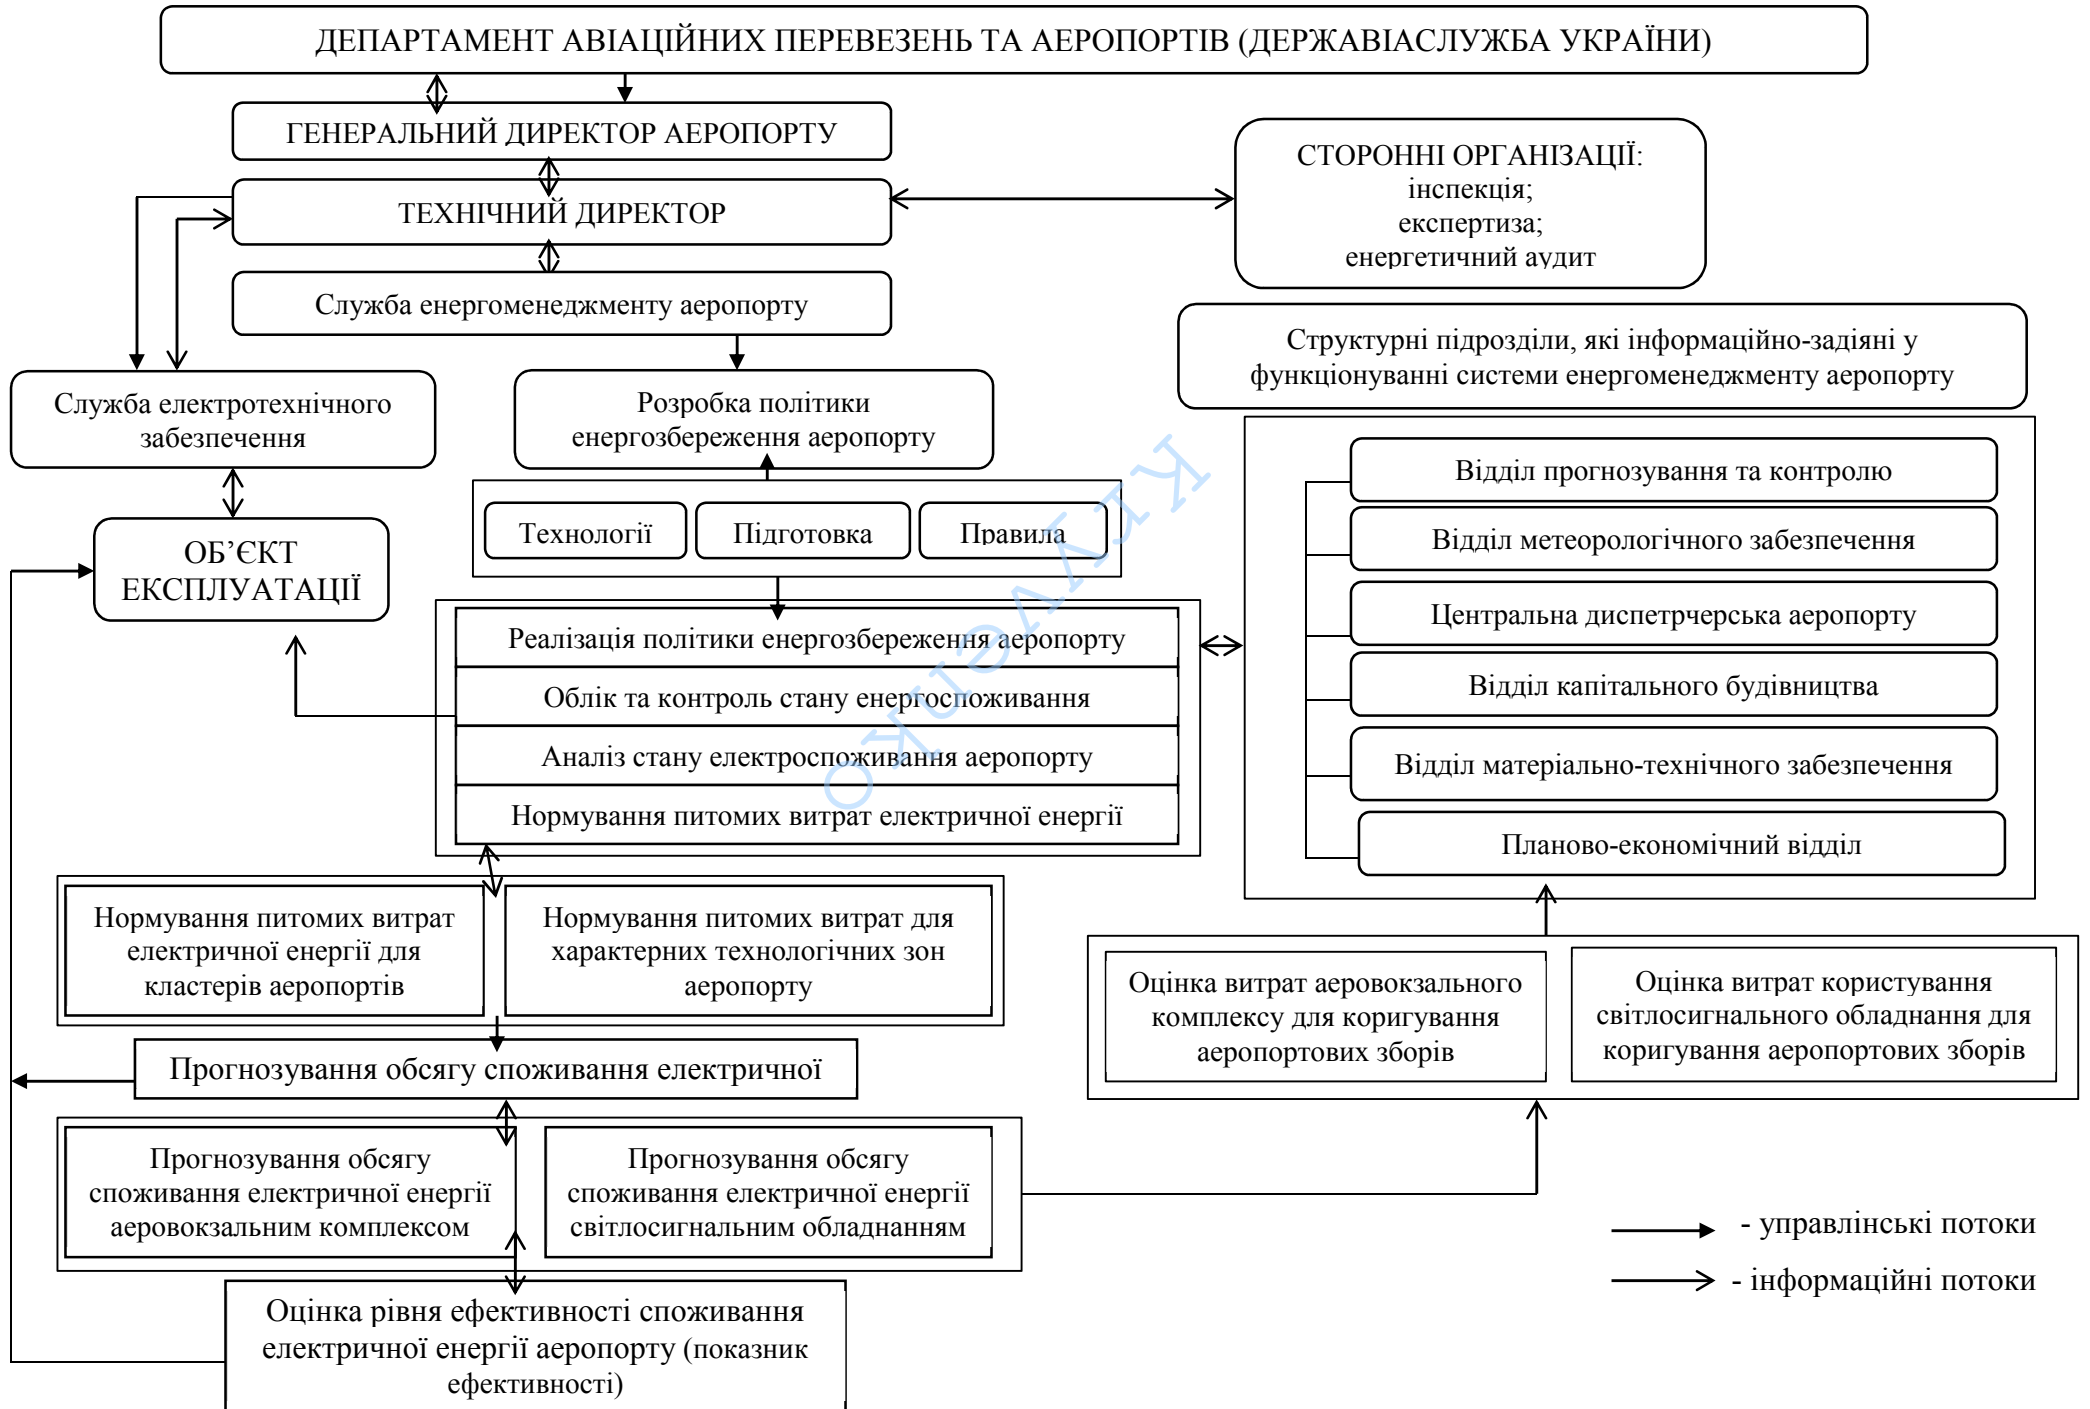 ДЕПАРТАМЕНТ АВІАЦІЙНИХ ПЕРЕВЕЗЕНЬ ТА АЕРОПОРТІВ (ДЕРЖАВІАСЛУЖБА УКРАЇНИ)
ГЕНЕРАЛЬНИЙ ДИРЕКТОР АЕРОПОРТУ
ТЕХНІЧНИЙ ДИРЕКТОР
СТОРОННІ ОРГАНІЗАЦІЇ:
інспекція;
експертиза;
енергетичний аудит
Служба енергоменеджменту аеропорту
Структурні підрозділи, які інформаційно-задіяні у
функціонуванні системи енергоменеджменту аеропорту
Служба електротехнічного
забезпечення
Розробка політики
енергозбереження аеропорту
Технології
Підготовка
Правила
ОБ’ЄКТ
ЕКСПЛУАТАЦІЇ
Реалізація політики енергозбереження аеропорту
Облік та контроль стану енергоспоживання
Аналіз стану електроспоживання аеропорту
Нормування питомих витрат електричної енергії
Відділ прогнозування та контролю
Відділ метеорологічного забезпечення
Центральна диспетрчерська аеропорту
Відділ капітального будівництва
Відділ матеріально-технічного забезпечення
Планово-економічний відділ
Нормування питомих витрат
електричної енергії для
кластерів аеропортів
Нормування питомих витрат для
характерних технологічних зон
аеропорту
Оцінка витрат аеровокзального
комплексу для коригування
аеропортових зборів
Оцінка витрат користування
світлосигнального обладнання для
коригування аеропортових зборів
Прогнозування обсягу споживання електричної
Прогнозування обсягу
споживання електричної енергії
аеровокзальним комплексом
Прогнозування обсягу
споживання електричної енергії
світлосигнальним обладнанням
Оцінка рівня ефективності споживання
електричної енергії аеропорту (показник
ефективності)
- управлінські потоки
- інформаційні потоки